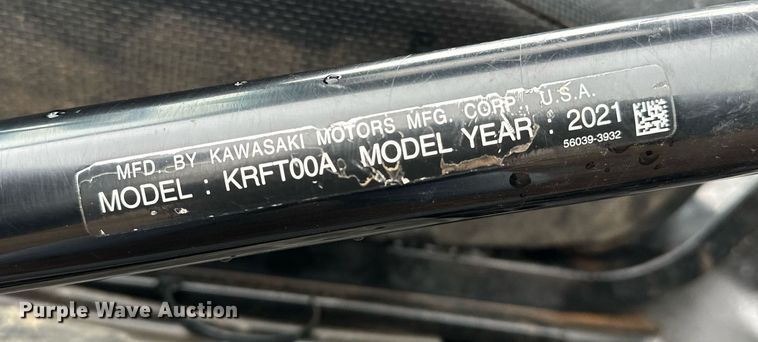 MFD. BY KAWASAKI MOTORS MFG. CORP., U.S.A.
MODEL : KRFT00A MODEL YEAR : 2021
56039-3932
Purple Wave Auction